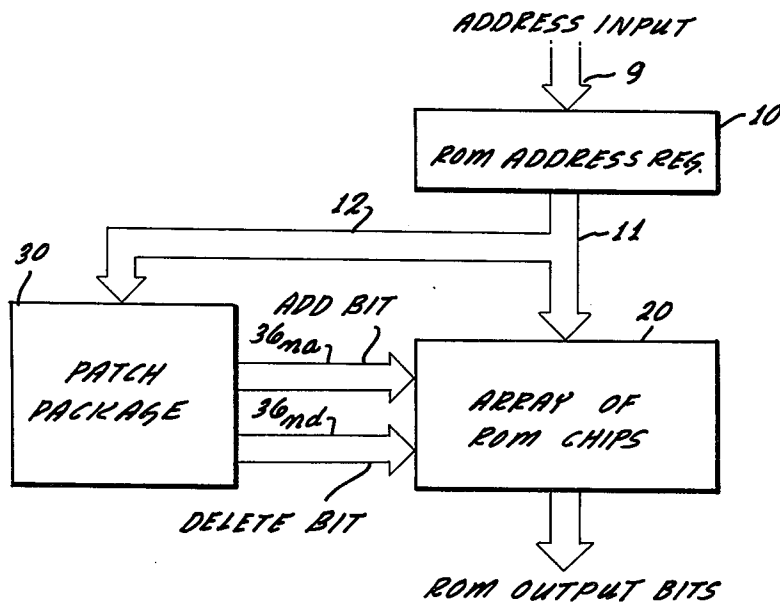 ADDRESS INPUT
9
10
ROM ADDRESS REG.
12
11
30
20
ADD BIT
36na
PATCH
PACKAGE
ARRAY OF
ROM CHIPS
36nd
DELETE BIT
ROM OUTPUT BITS